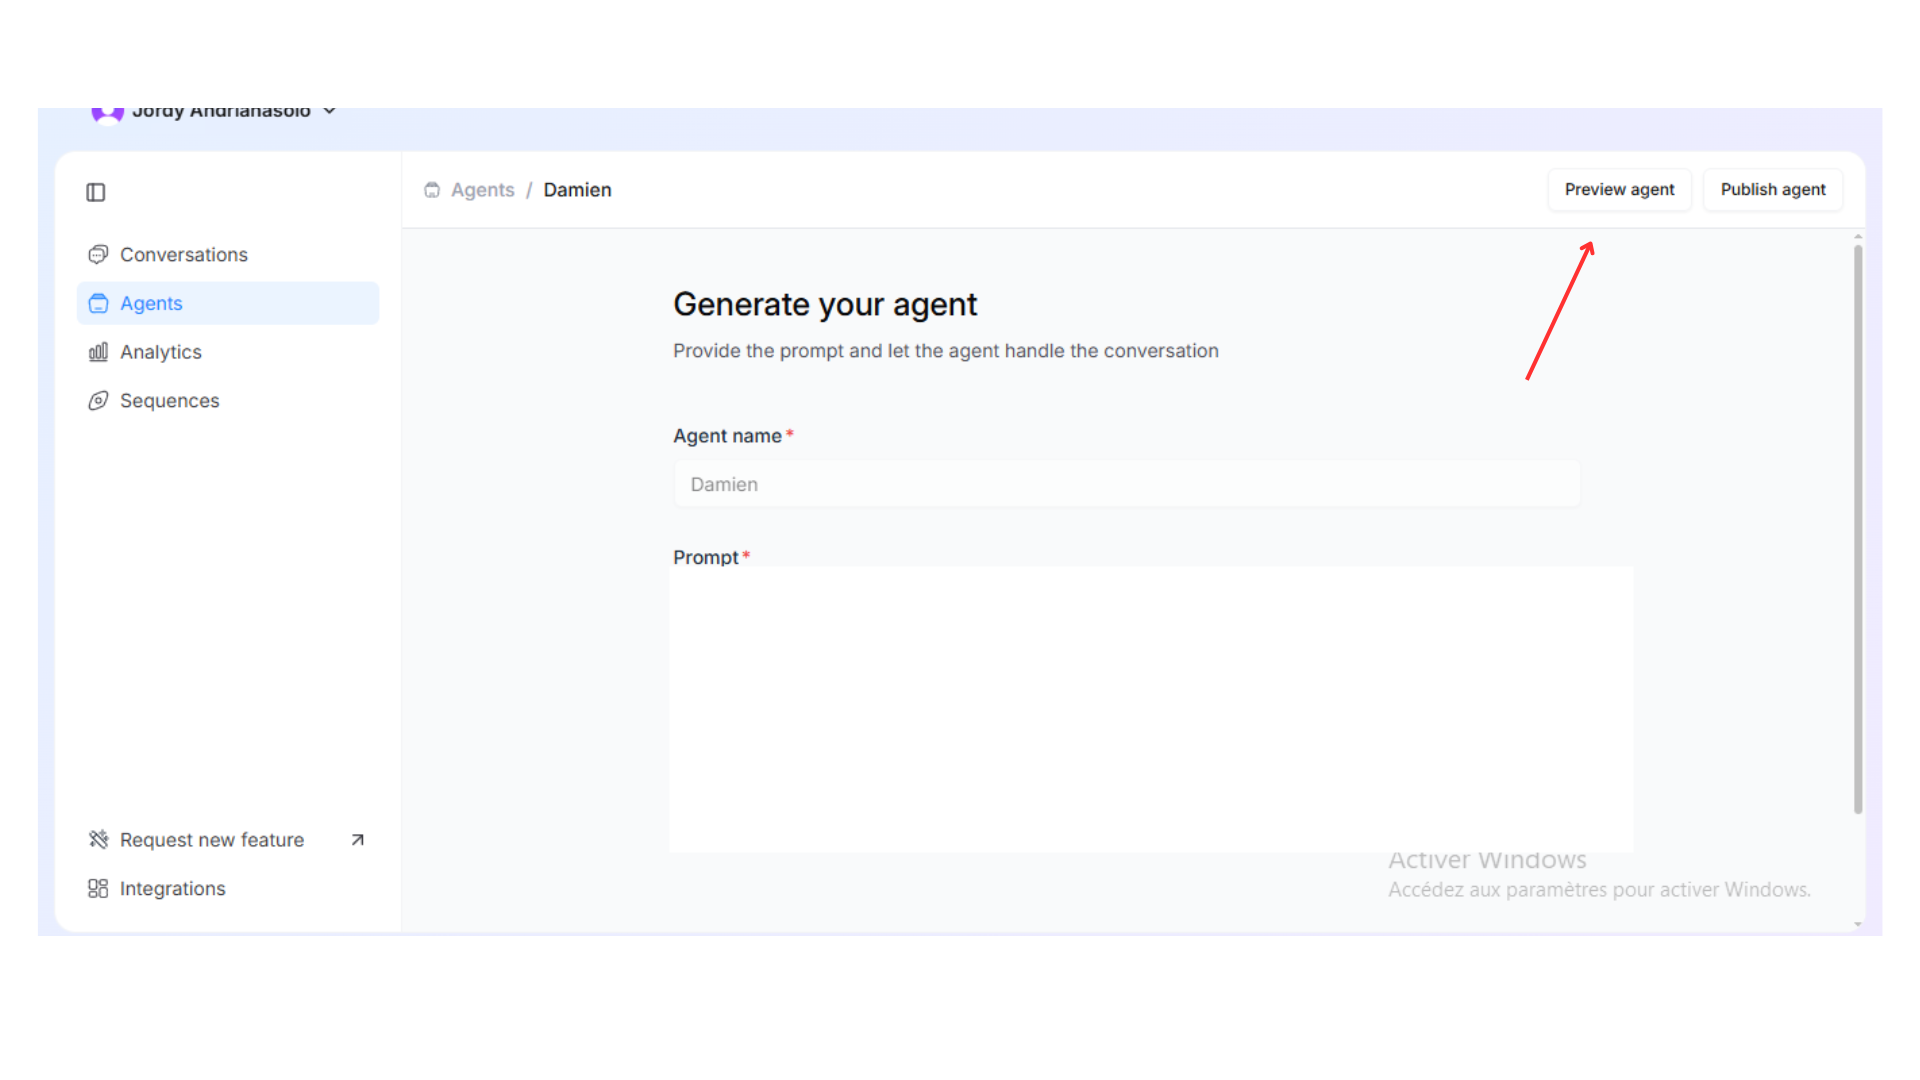 Jordy Andrianasolo
Agents / Damien
Preview agent
Publish agent
Conversations
Agents
Analytics
Sequences
Generate your agent
Provide the prompt and let the agent handle the conversation
Agent name*
Damien
Prompt*
Request new feature
Integrations
Activer Windows
Accédez aux paramètres pour activer Windows.